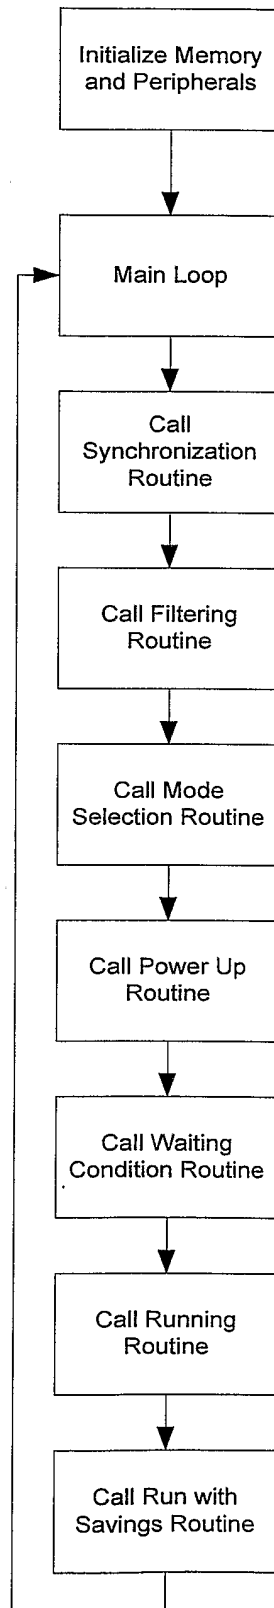 Initialize Memory
and Peripherals
Main Loop
Call
Synchronization
Routine
Call Filtering
Routine
Call Mode
Selection Routine
Call Power Up
Routine
Call Waiting
Condition Routine
Call Running
Routine
Call Run with
Savings Routine